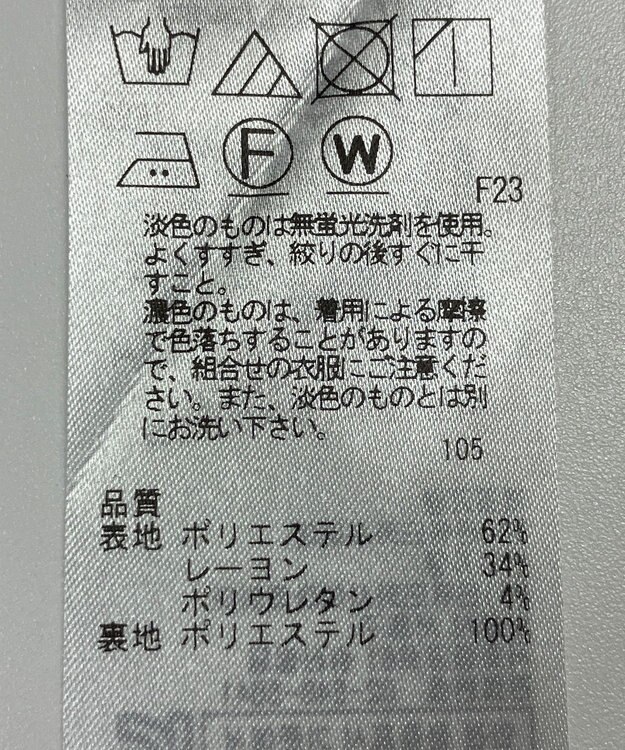 F
W
F23
淡色のものは無蛍光洗剤を使用。
よくすすぎ、絞りの後すぐに干
すこと。
濃色のものは、着用による摩擦
で色落ちすることがありますの
で、組合せの衣服にご注意くだ
さい。また、淡色のものとは別
にお洗い下さい。
105
品質
表地 ポリエステル 62%
レーヨン 34%
ポリウレタン 4%
裏地 ポリエステル 100%